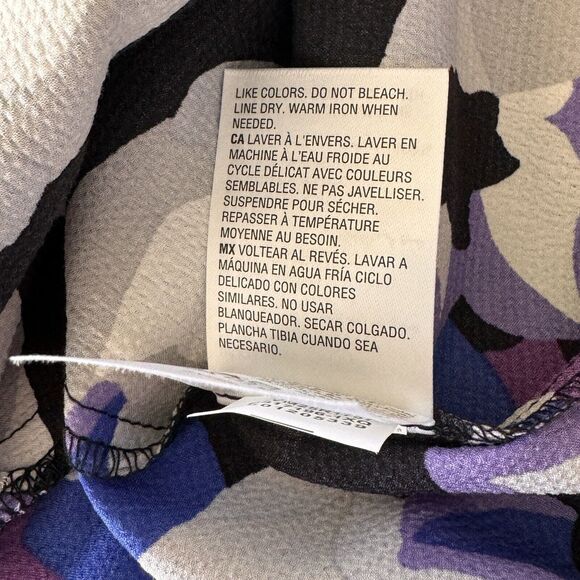 LIKE COLORS. DO NOT BLEACH.
LINE DRY. WARM IRON WHEN
NEEDED.
CA LAVER À L'ENVERS. LAVER EN
MACHINE À L'EAU FROIDE AU
CYCLE DÉLICAT AVEC COULEURS
SEMBLABLES. NE PAS JAVELLISER.
SUSPENDRE POUR SÉCHER.
REPASSER À TEMPÉRATURE
MOYENNE AU BESOIN.
MX VOLTEAR AL REVÉS. LAVAR A
MÁQUINA EN AGUA FRÍA CICLO
DELICADO CON COLORES
SIMILARES. NO USAR
BLANQUEADOR. SECAR COLGADO.
PLANCHA TIBIA CUANDO SEA
NECESARIO.